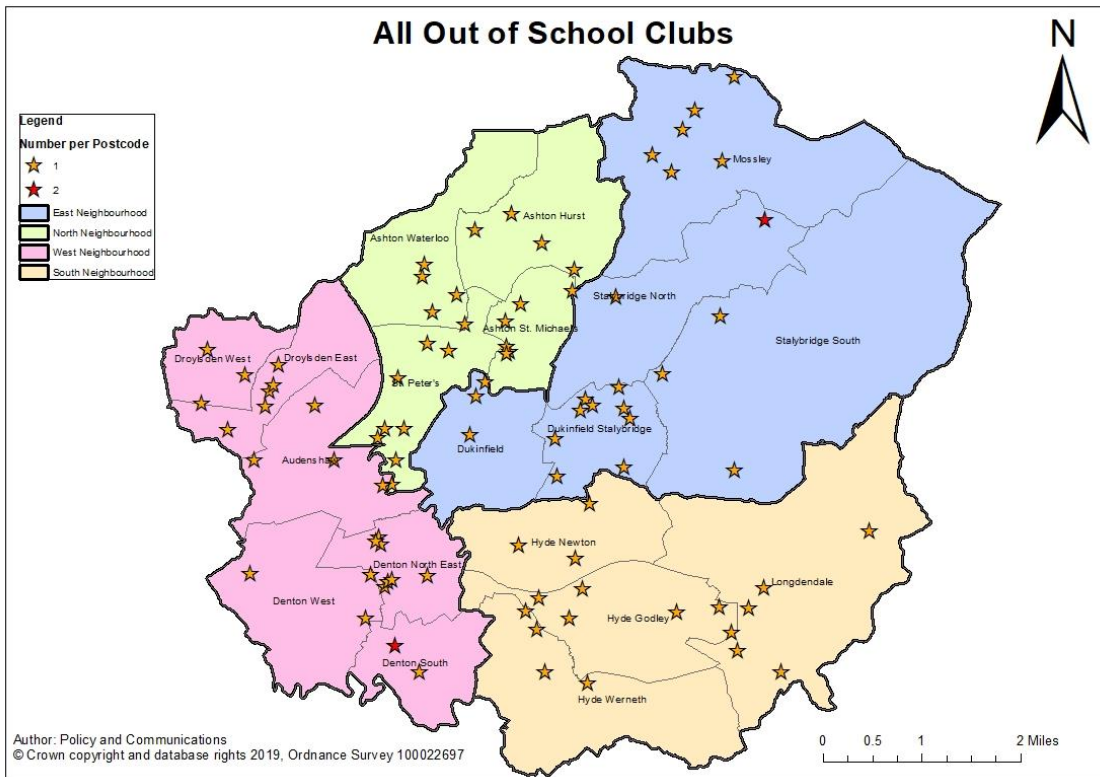 All Out of School Clubs
N
Legend
Number per Postcode
1
2
East Neighbourhood
North Neighbourhood
West Neighbourhood
South Neighbourhood
Mossley
Ashton Hurst
Ashton Waterloo
Stalybridge North
Ashton St. Michaels
Stalybridge South
Droylsden West
Droylsden East
St. Peter's
Dukinfield Stalybridge
Dukinfield
Audenshaw
Hyde Newton
Denton North East
Longdendale
Denton West
Hyde Godley
Denton South
Hyde Werneth
Author: Policy and Communications
© Crown copyright and database rights 2019, Ordnance Survey 100022697
0 0.5 1 2 Miles